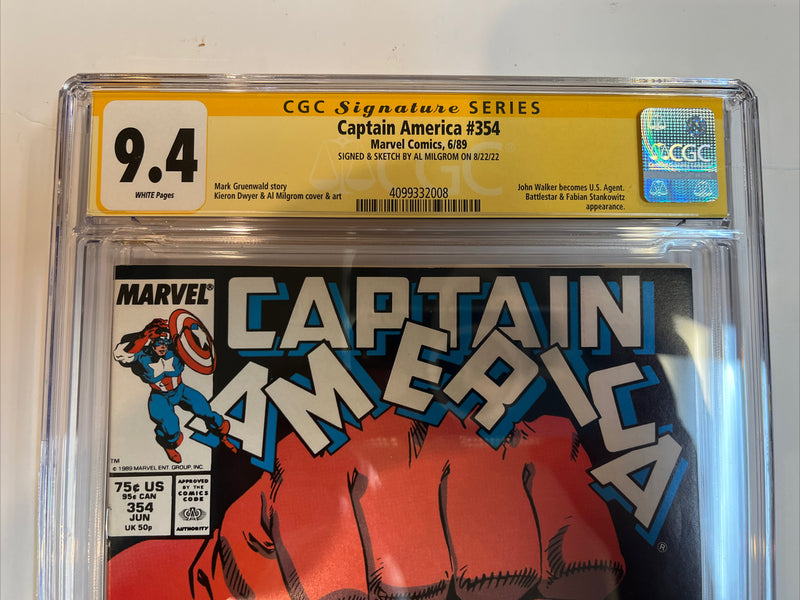 CGC Signature SERIES
Captain America #354
Marvel Comics, 6/89
SIGNED & SKETCH BY AL MILGROM ON 8/22/22
9.4
WHITE Pages
Mark Gruenwald story
Kieron Dwyer & Al Milgrom cover & art
4099332008
John Walker becomes U.S. Agent.
Battlestar & Fabian Stankowitz
appearance.
CGC
CGC
MARVEL®
CAPTAIN
AMERICA
®
TM
© 1989 MARVEL ENT. GROUP, INC.
75¢ US
95¢ CAN
354
JUN
UK 50p
APPROVED
BY THE
COMICS
CODE
AUTHORITY